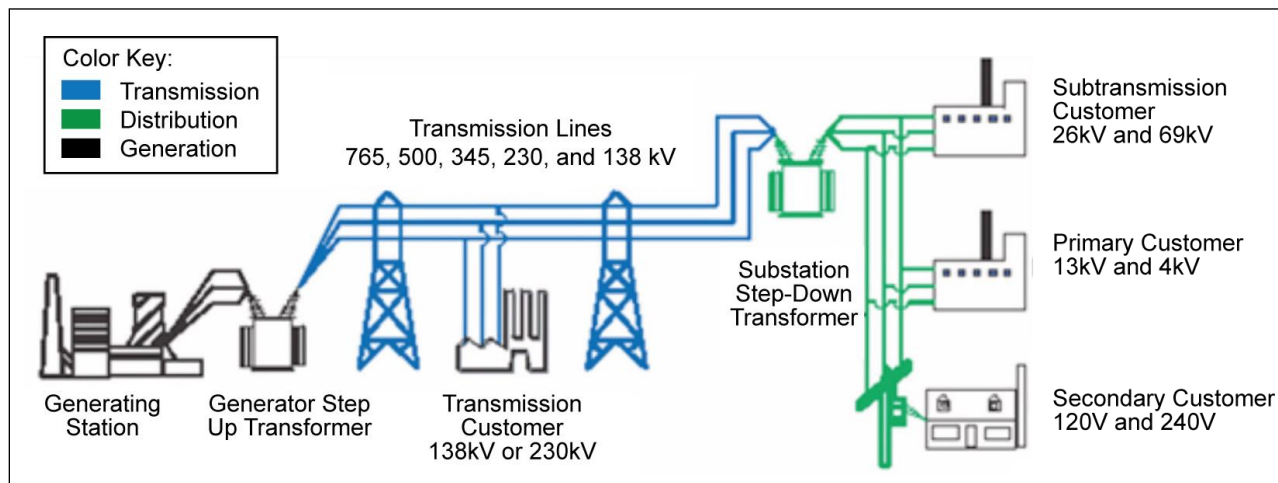 Color Key:
Transmission
Distribution
Generation
Transmission Lines
765, 500, 345, 230, and 138 kV
Subtransmission
Customer
26kV and 69kV
Primary Customer
13kV and 4kV
Substation
Step-Down
Transformer
Generating
Station
Generator Step
Up Transformer
Transmission
Customer
138kV or 230kV
Secondary Customer
120V and 240V